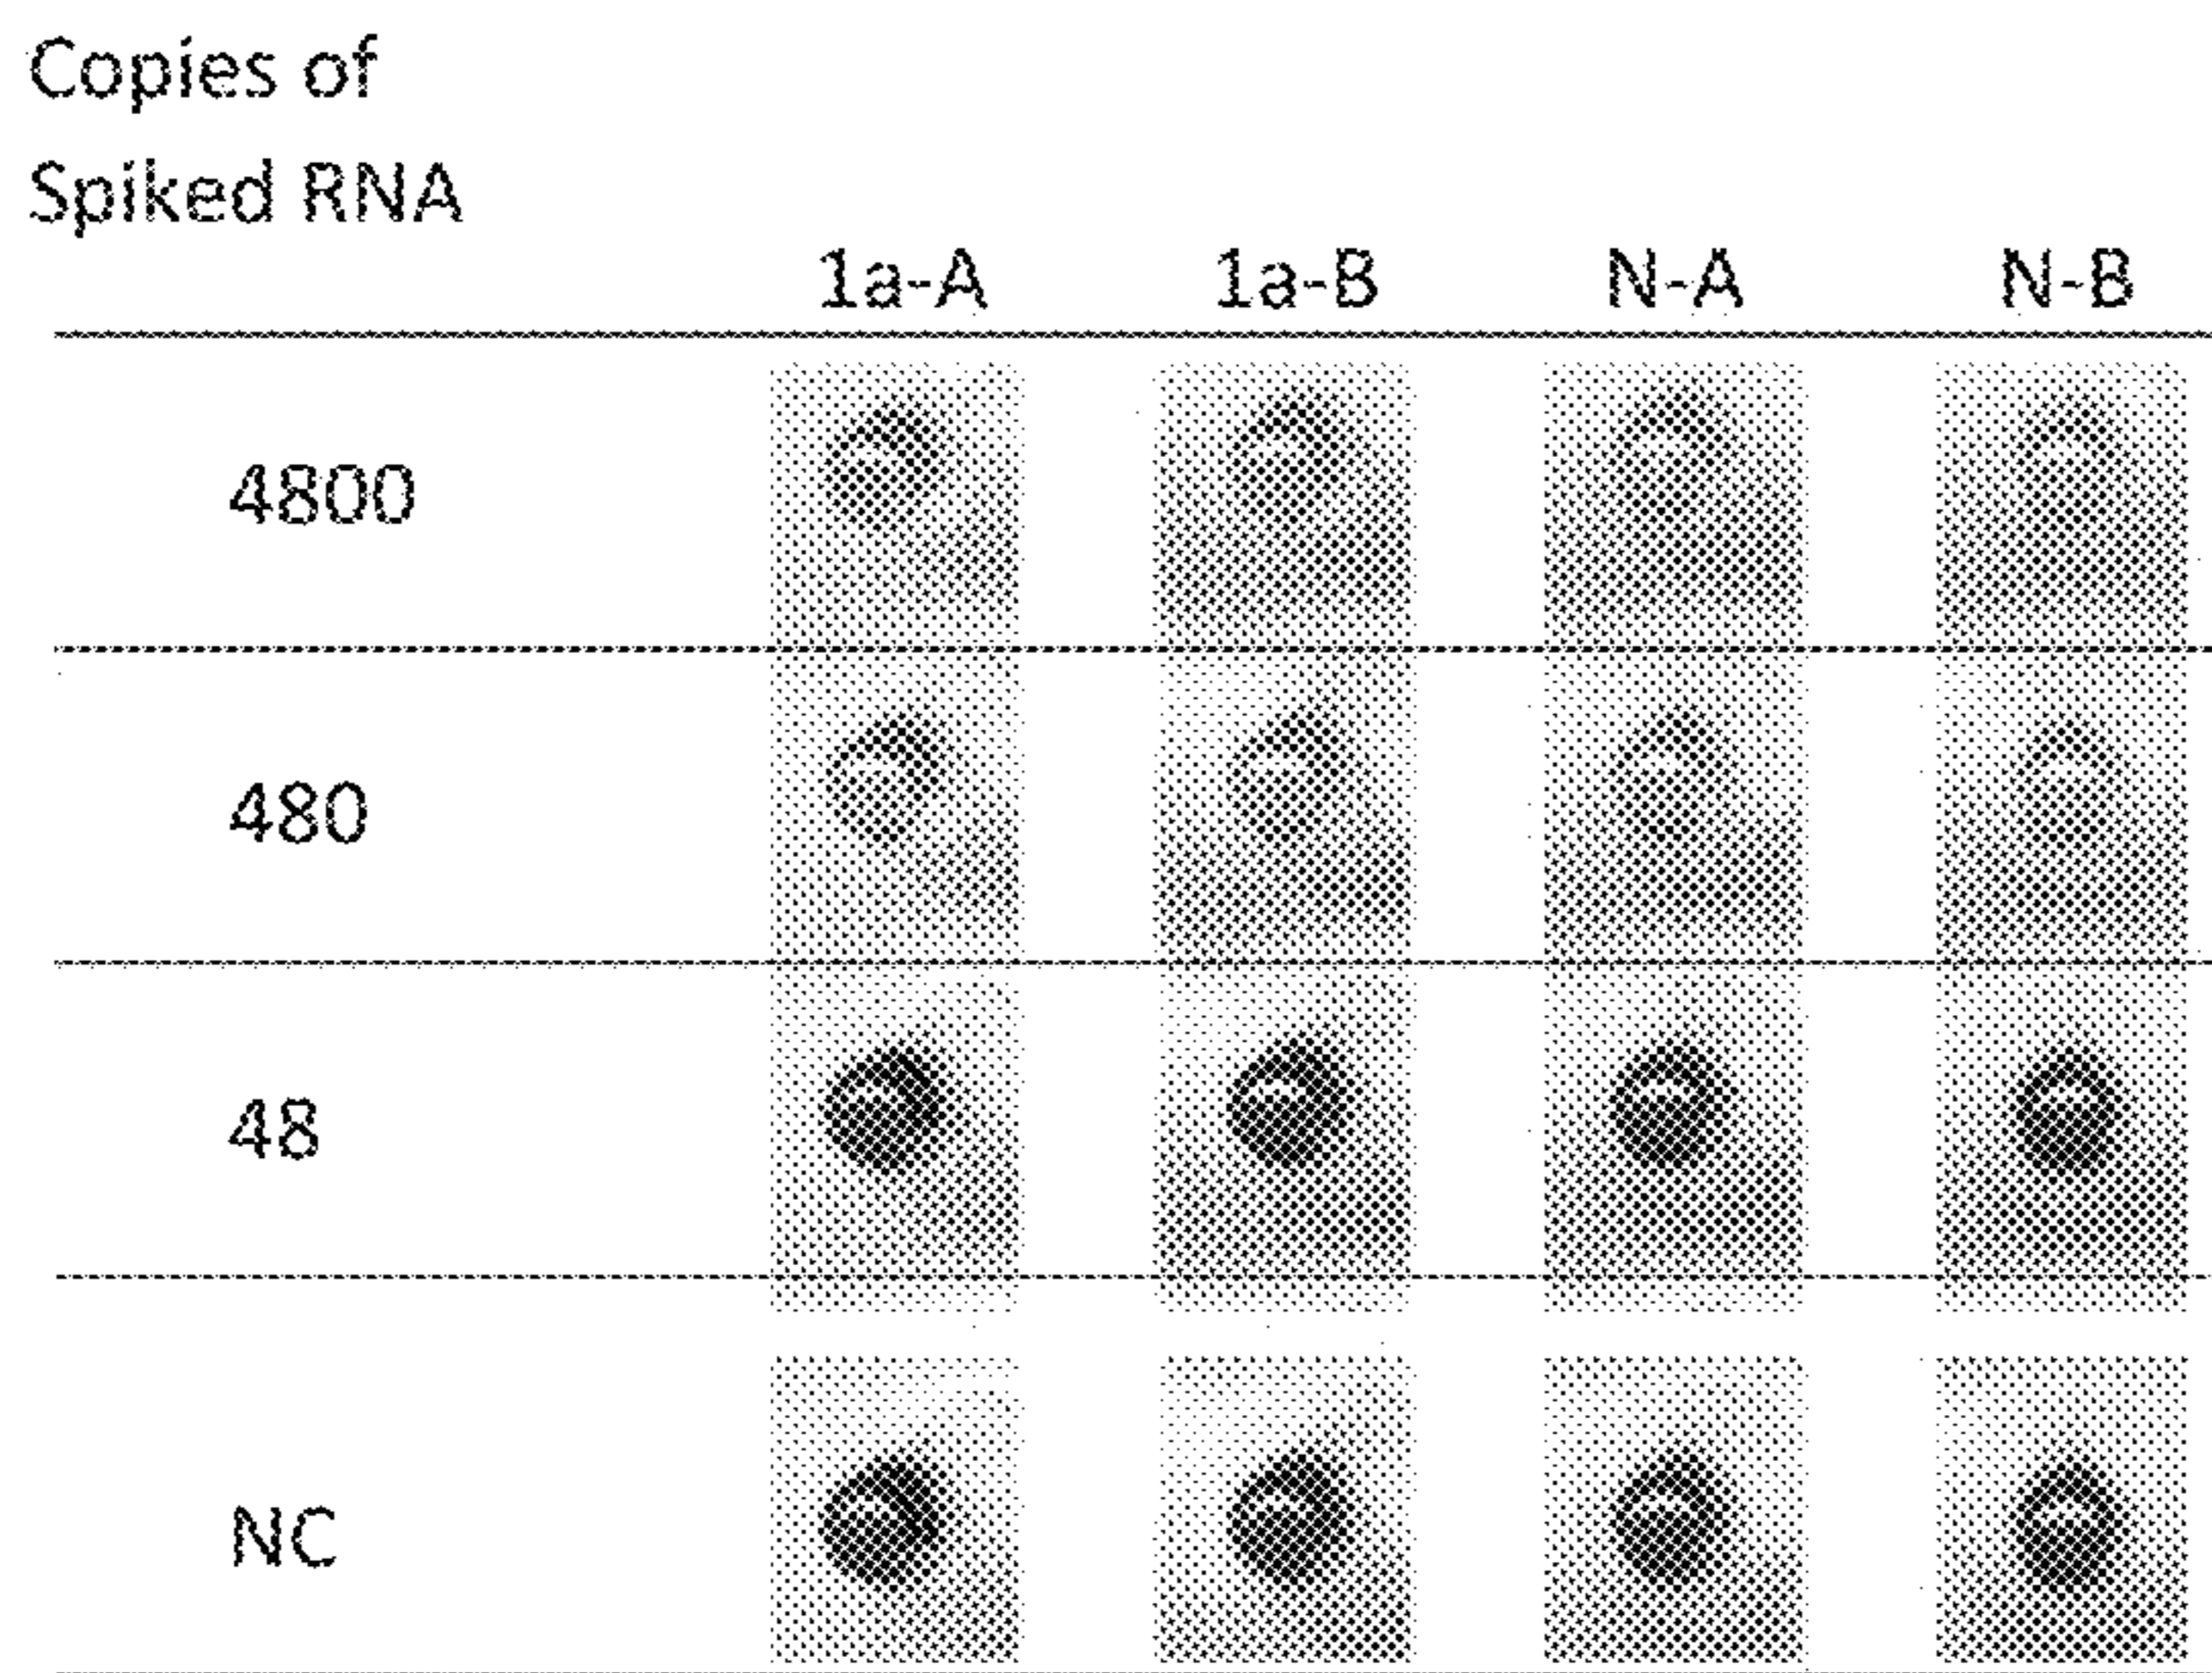 Copies of
Spiked RNA
1a-A 1a-B N-A N-B
4800
480
48
NC